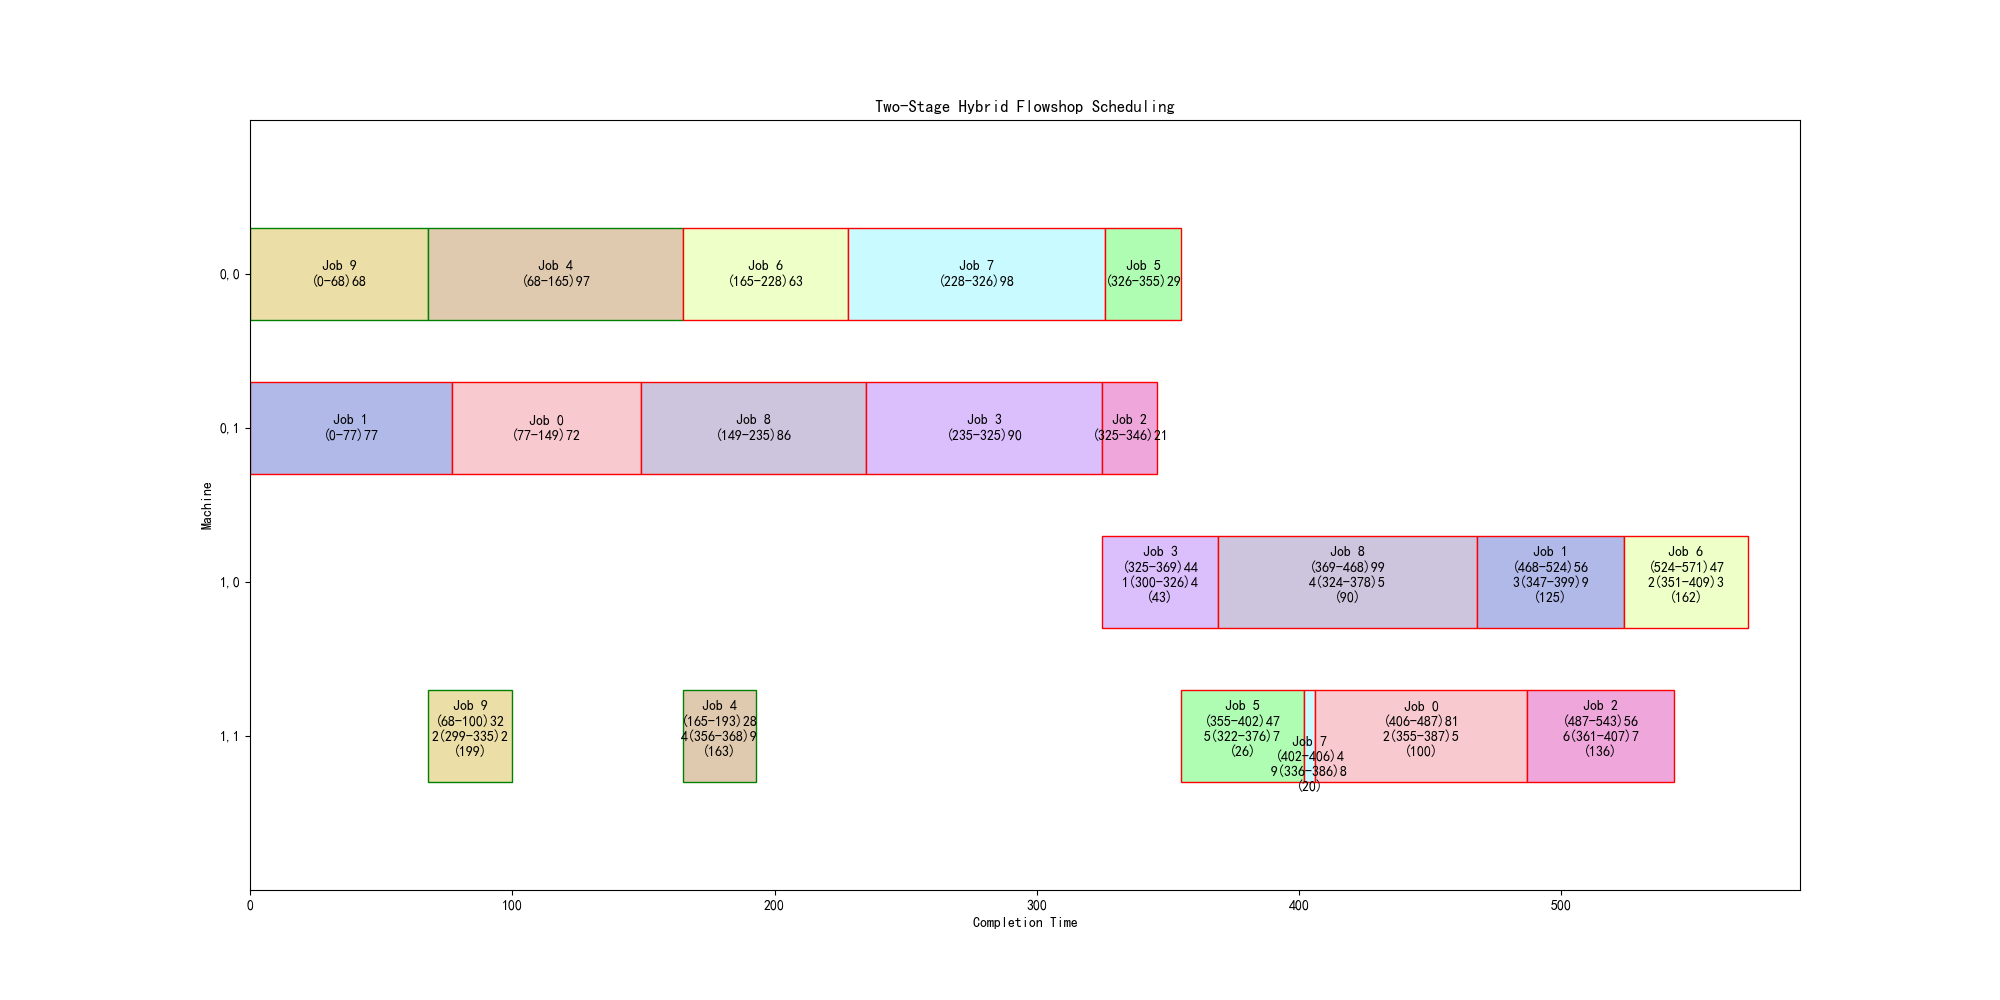 Two-Stage Hybrid Flowshop Scheduling
0,0
Job 9
(0-68)68
Job 4
(68-165)97
Job 6
(165-228)63
Job 7
(228-326)98
Job 5
(326-355)29
0,1
Job 1
(0-77)77
Job 0
(77-149)72
Job 8
(149-235)86
Job 3
(235-325)90
Job 2
(325-346)21
Machine
1,0
Job 3
(325-369)44
1(300-326)4
(43)
Job 8
(369-468)99
4(324-378)5
(90)
Job 1
(468-524)56
3(347-399)9
(125)
Job 6
(524-571)47
2(351-409)3
(162)
1,1
Job 9
(68-100)32
2(299-335)2
(199)
Job 4
(165-193)28
4(356-368)9
(163)
Job 5
(355-402)47
5(322-376)7
(26)
Job 7
(402-406)4
9(336-386)8
(20)
Job 0
(406-487)81
2(355-387)5
(100)
Job 2
(487-543)56
6(361-407)7
(136)
0
100
200
300
400
500
Completion Time